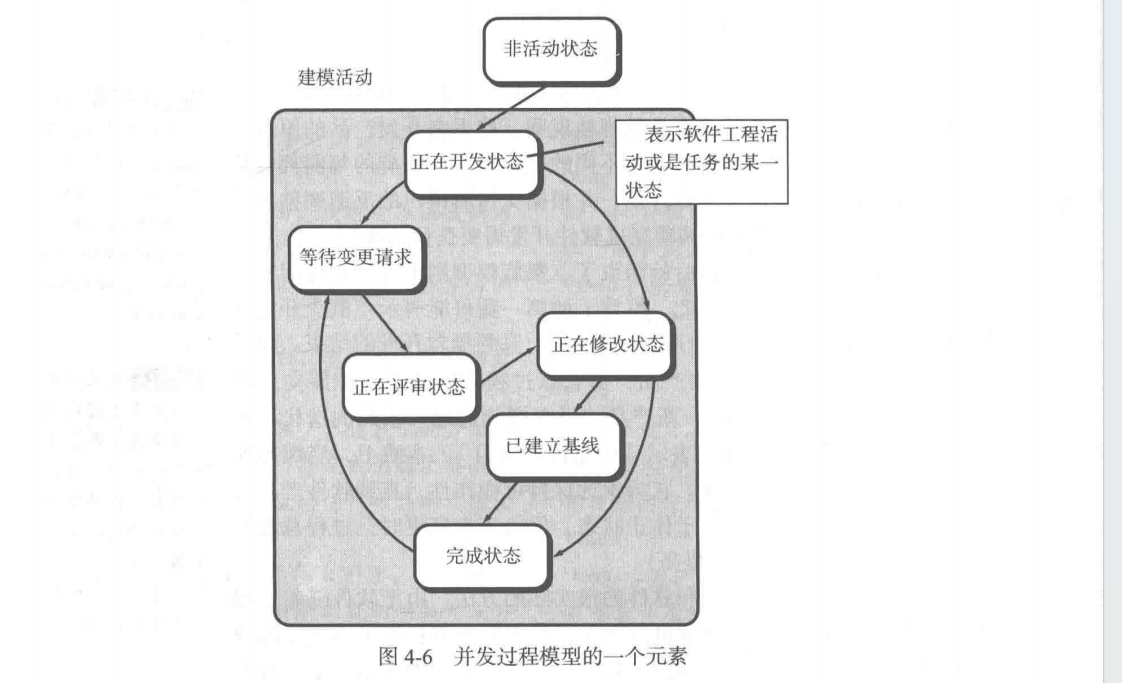 非活动状态
建模活动
正在开发状态
表示软件工程活
动或是任务的某一
状态
等待变更请求
正在修改状态
正在评审状态
已建立基线
完成状态
图 4-6 并发过程模型的一个元素